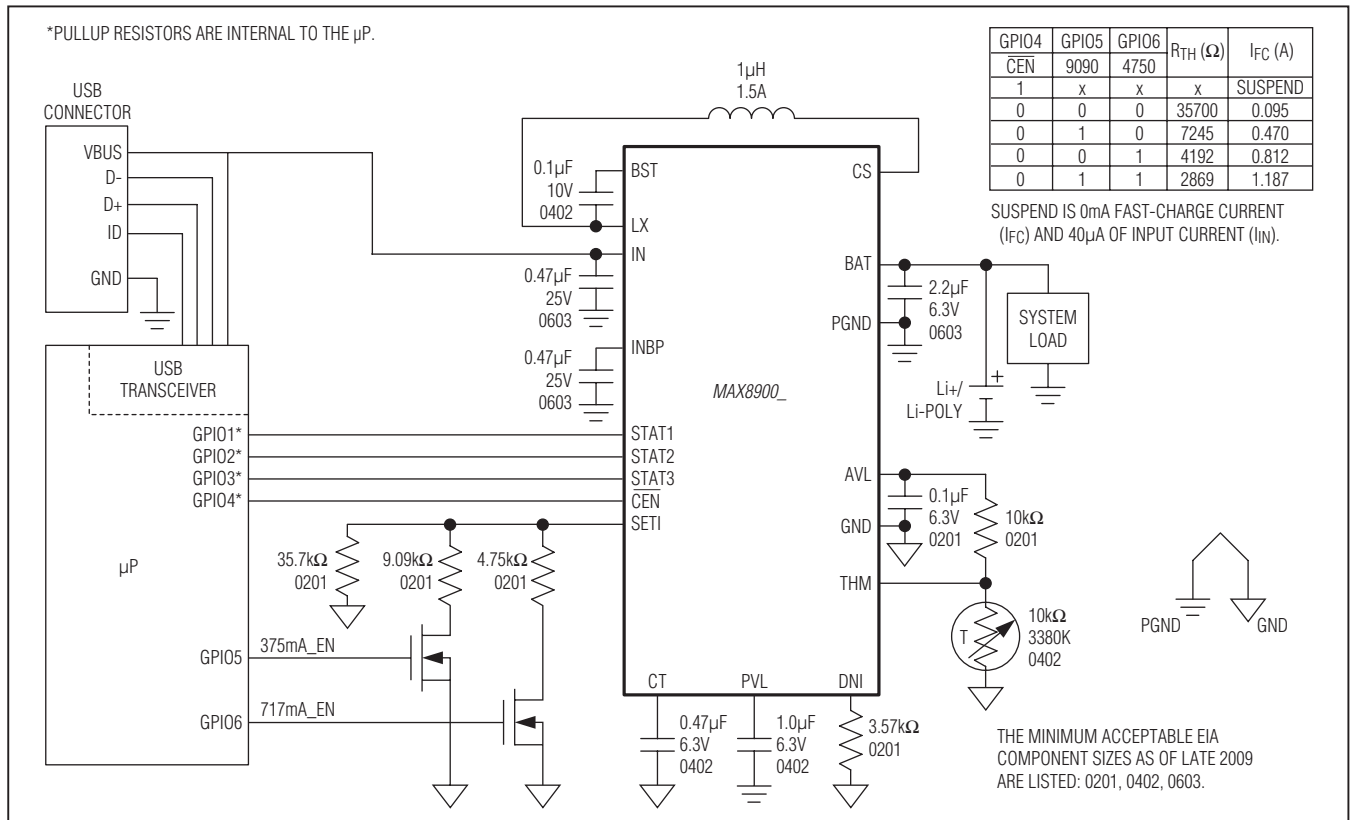 *PULLUP RESISTORS ARE INTERNAL TO THE µP.
USB
CONNECTOR
VBUS
D-
D+
ID
GND
USB
TRANSCEIVER
GPIO1*
GPIO2*
GPIO3*
GPIO4*
µP
GPIO5
375mA_EN
GPIO6
717mA_EN
1µH
1.5A
0.1µF
10V
0402
0.47µF
25V
0603
0.47µF
25V
0603
35.7kΩ
0201
9.09kΩ
0201
4.75kΩ
0201
BST
LX
IN
INBP
STAT1
STAT2
STAT3
CEN
SETI
MAX8900_
CS
BAT
PGND
AVL
GND
THM
CT
PVL
DNI
0.47µF
6.3V
0402
1.0µF
6.3V
0402
3.57kΩ
0201
2.2µF
6.3V
0603
SYSTEM
LOAD
+
Li+/
Li-POLY
0.1µF
6.3V
0201
10kΩ
0201
T
10kΩ
3380K
0402
PGND
GND
GPIO4 GPIO5 GPIO6 RTH (Ω) IFC (A)
CEN 9090 4750
1 x x x SUSPEND
0 0 0 35700 0.095
0 1 0 7245 0.470
0 0 1 4192 0.812
0 1 1 2869 1.187
SUSPEND IS 0mA FAST-CHARGE CURRENT
(IFC) AND 40µA OF INPUT CURRENT (IIN).
THE MINIMUM ACCEPTABLE EIA
COMPONENT SIZES AS OF LATE 2009
ARE LISTED: 0201, 0402, 0603.